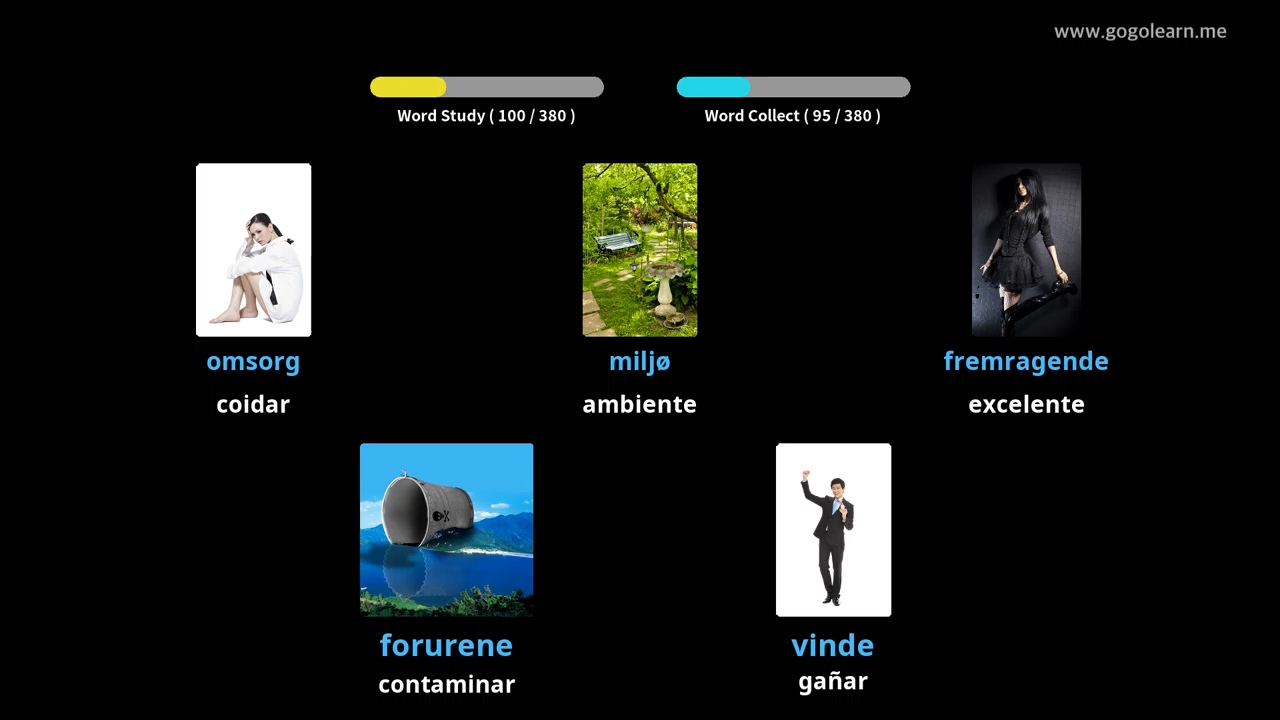 www.gogolearn.me
Word Study ( 100 / 380 )
Word Collect ( 95 / 380 )
omsorg
coidar
miljø
ambiente
fremragende
excelente
forurene
contaminar
vinde
gañar